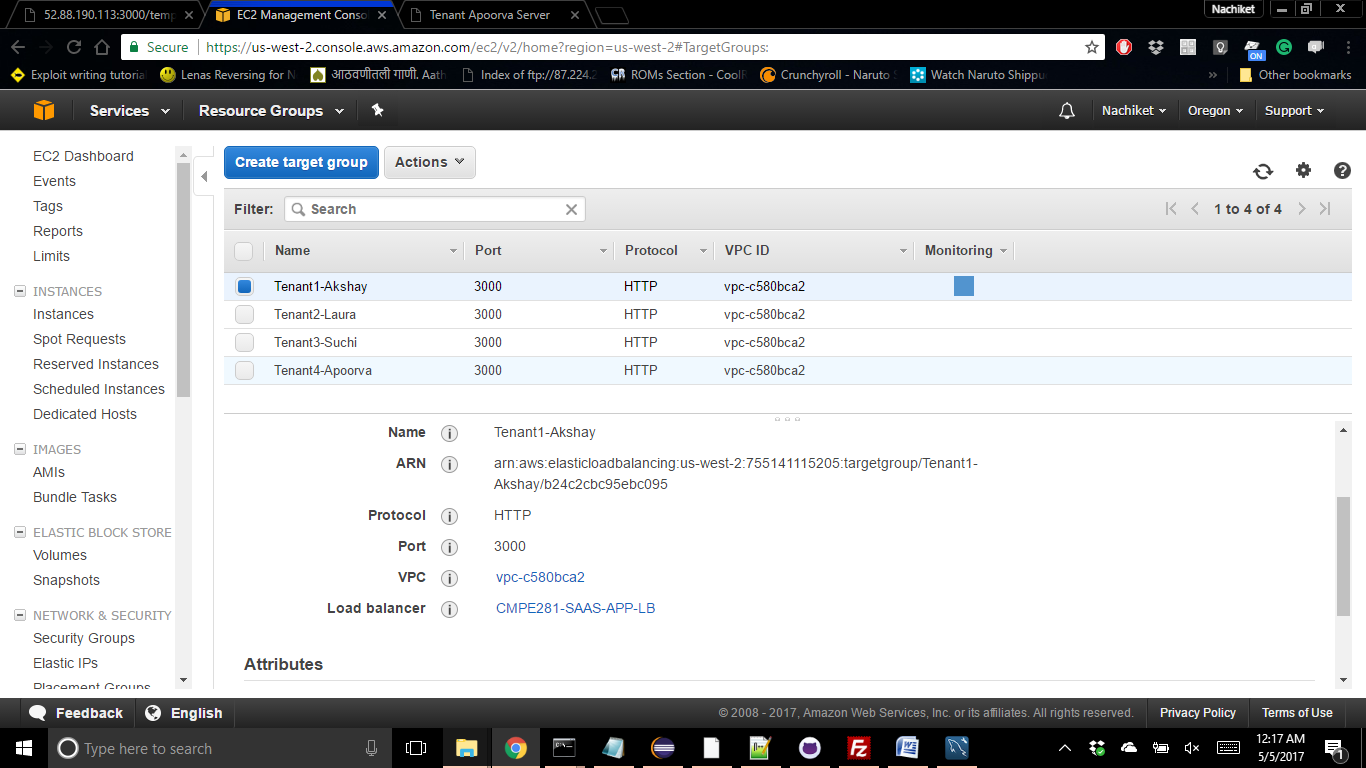 52.88.190.113:3000/temp
EC2 Management Conso
Tenant Apoorva Server
Nachiket
Secure
https://us-west-2.console.aws.amazon.com/ec2/v2/home?region=us-west-2#TargetGroups:
ON
Exploit writing tutorial
Lenas Reversing for N
आठवणीतली गाणी. Aath
Index of ftp://87.224.2
CR
ROMs Section - CoolR
Crunchyroll - Naruto S
Watch Naruto Shippu
»
Other bookmarks
Services
Resource Groups
Nachiket
Oregon
Support
EC2 Dashboard
Events
Tags
Reports
Limits
INSTANCES
Instances
Spot Requests
Reserved Instances
Scheduled Instances
Dedicated Hosts
IMAGES
AMIs
Bundle Tasks
ELASTIC BLOCK STORE
Volumes
Snapshots
NETWORK & SECURITY
Security Groups
Elastic IPs
Placement Groups
Create target group
Actions
Filter:
Search
1 to 4 of 4
Name Port Protocol VPC ID Monitoring
Tenant1-Akshay 3000 HTTP vpc-c580bca2
Tenant2-Laura 3000 HTTP vpc-c580bca2
Tenant3-Suchi 3000 HTTP vpc-c580bca2
Tenant4-Apoorva 3000 HTTP vpc-c580bca2
Name Tenant1-Akshay
ARN arn:aws:elasticloadbalancing:us-west-2:755141115205:targetgroup/Tenant1-
Akshay/b24c2cbc95ebc095
Protocol HTTP
Port 3000
VPC vpc-c580bca2
Load balancer CMPE281-SAAS-APP-LB
Attributes
Feedback
English
© 2008 - 2017, Amazon Web Services, Inc. or its affiliates. All rights reserved.
Privacy Policy
Terms of Use
Type here to search
Fz
W
12:17 AM
5/5/2017
1